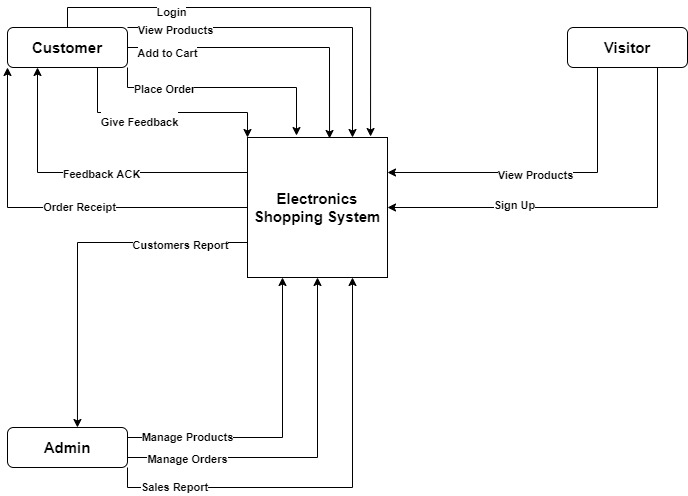 Login
View Products
Customer
Visitor
Add to Cart
Place Order
Give Feedback
Feedback ACK
View Products
Electronics
Shopping System
Order Receipt
Sign Up
Customers Report
Manage Products
Admin
Manage Orders
Sales Report